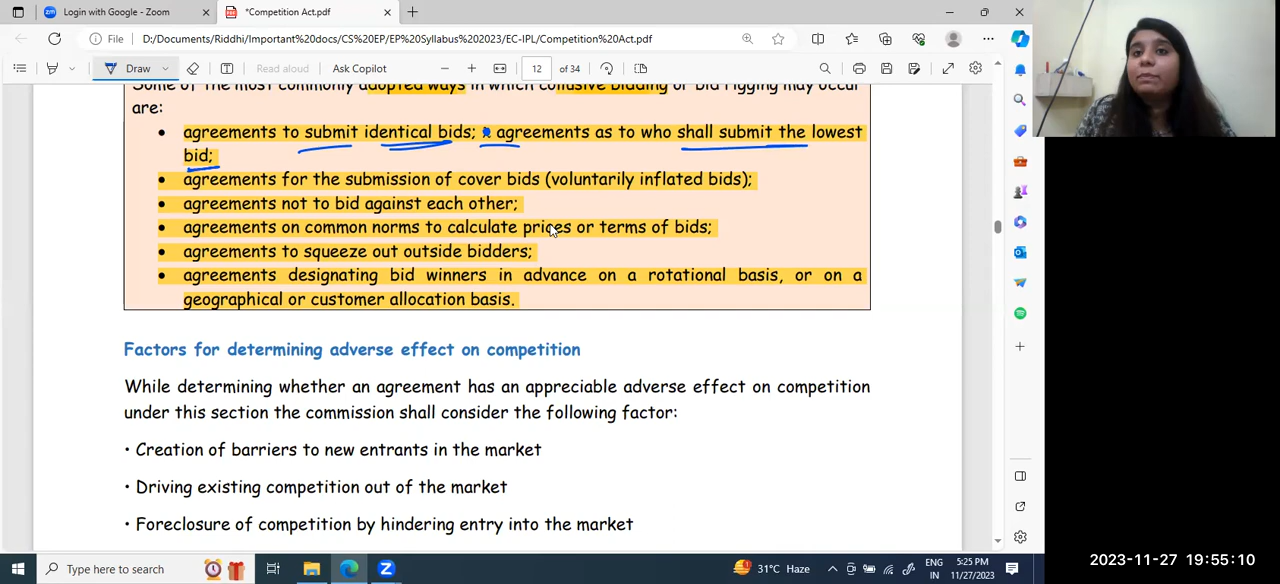 Login with Google - Zoom
*Competition Act.pdf
File
D:/Documents/Riddhi/Important%20docs/CS%20EP/EP%20Syllabus%202023/EC-IPL/Competition%20Act.pdf
Draw
Read aloud
Ask Copilot
12 of 34
Some of the most commonly adopted ways in which collusive bidding or bid rigging may occur
are:
• agreements to submit identical bids; • agreements as to who shall submit the lowest
bid;
• agreements for the submission of cover bids (voluntarily inflated bids);
• agreements not to bid against each other;
• agreements on common norms to calculate prices or terms of bids;
• agreements to squeeze out outside bidders;
• agreements designating bid winners in advance on a rotational basis, or on a
geographical or customer allocation basis.
Factors for determining adverse effect on competition
While determining whether an agreement has an appreciable adverse effect on competition
under this section the commission shall consider the following factor:
• Creation of barriers to new entrants in the market
• Driving existing competition out of the market
• Foreclosure of competition by hindering entry into the market
Type here to search
31°C Haze
ENG
IN
5:25 PM
11/27/2023
2023-11-27 19:55:10